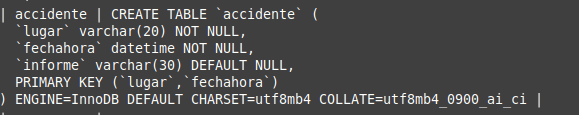 | accidente | CREATE TABLE `accidente` (
  `lugar` varchar(20) NOT NULL,
  `fechahora` datetime NOT NULL,
  `informe` varchar(30) DEFAULT NULL,
  PRIMARY KEY (`lugar`,`fechahora`)
) ENGINE=InnoDB DEFAULT CHARSET=utf8mb4 COLLATE=utf8mb4_0900_ai_ci |